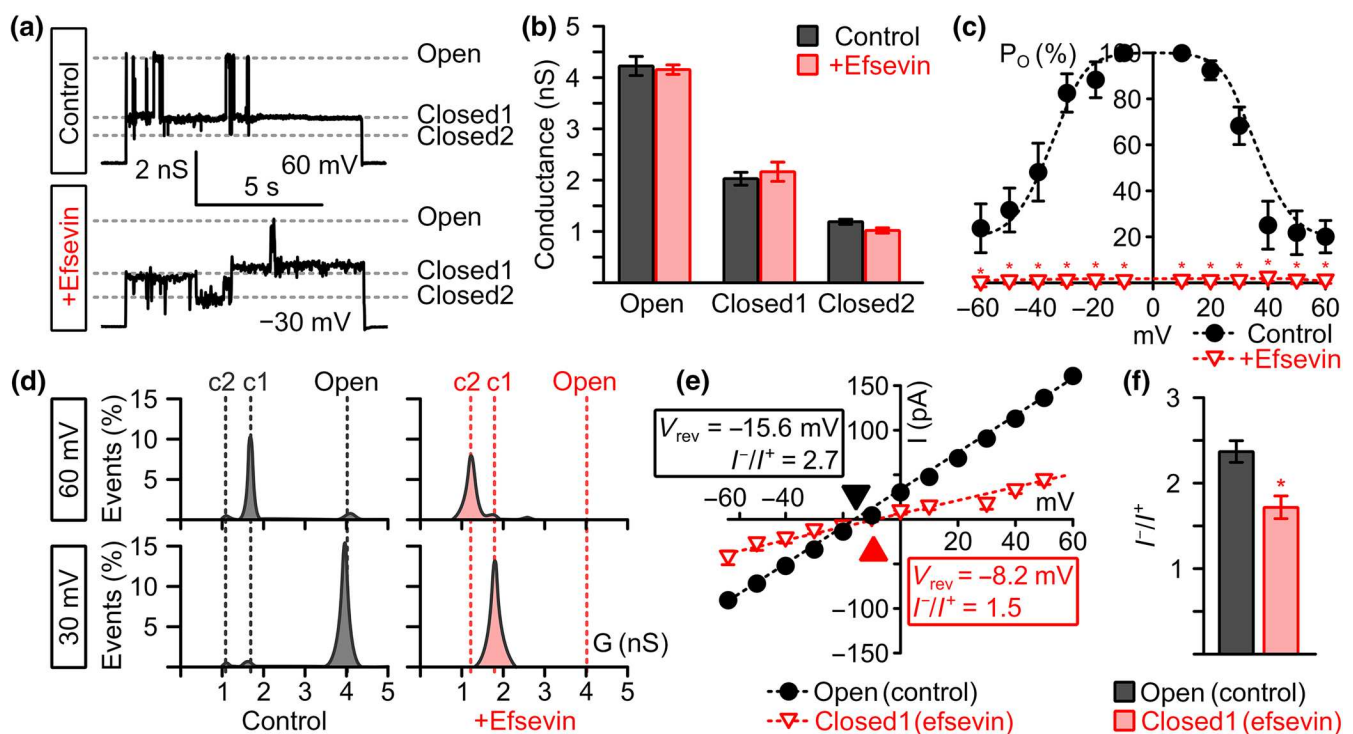 (a)
Control
Open
Closed1
Closed2
2 nS
60 mV
5 s
+Efsevin
Open
Closed1
Closed2
−30 mV
(b)
Conductance (nS)
5
4
3
2
1
Control
+Efsevin
Open Closed1 Closed2
(c)
P_O (%)
100
80
60
40
20
* * * * * * * * * * * *
−60 −40 −20 0 20 40 60
mV
Control
+Efsevin
(d)
c2 c1 Open
c2 c1 Open
60 mV
Events (%)
15
10
5
30 mV
Events (%)
15
10
5
G (nS)
1 2 3 4 5
1 2 3 4 5
Control
+Efsevin
(e)
I (pA)
150
100
V_rev = −15.6 mV
I⁻/I⁺ = 2.7
−60 −40
mV
20 40 60
V_rev = −8.2 mV
I⁻/I⁺ = 1.5
−100
−150
Open (control)
Closed1 (efsevin)
(f)
I⁻/I⁺
3
2
1
*
Open (control)
Closed1 (efsevin)